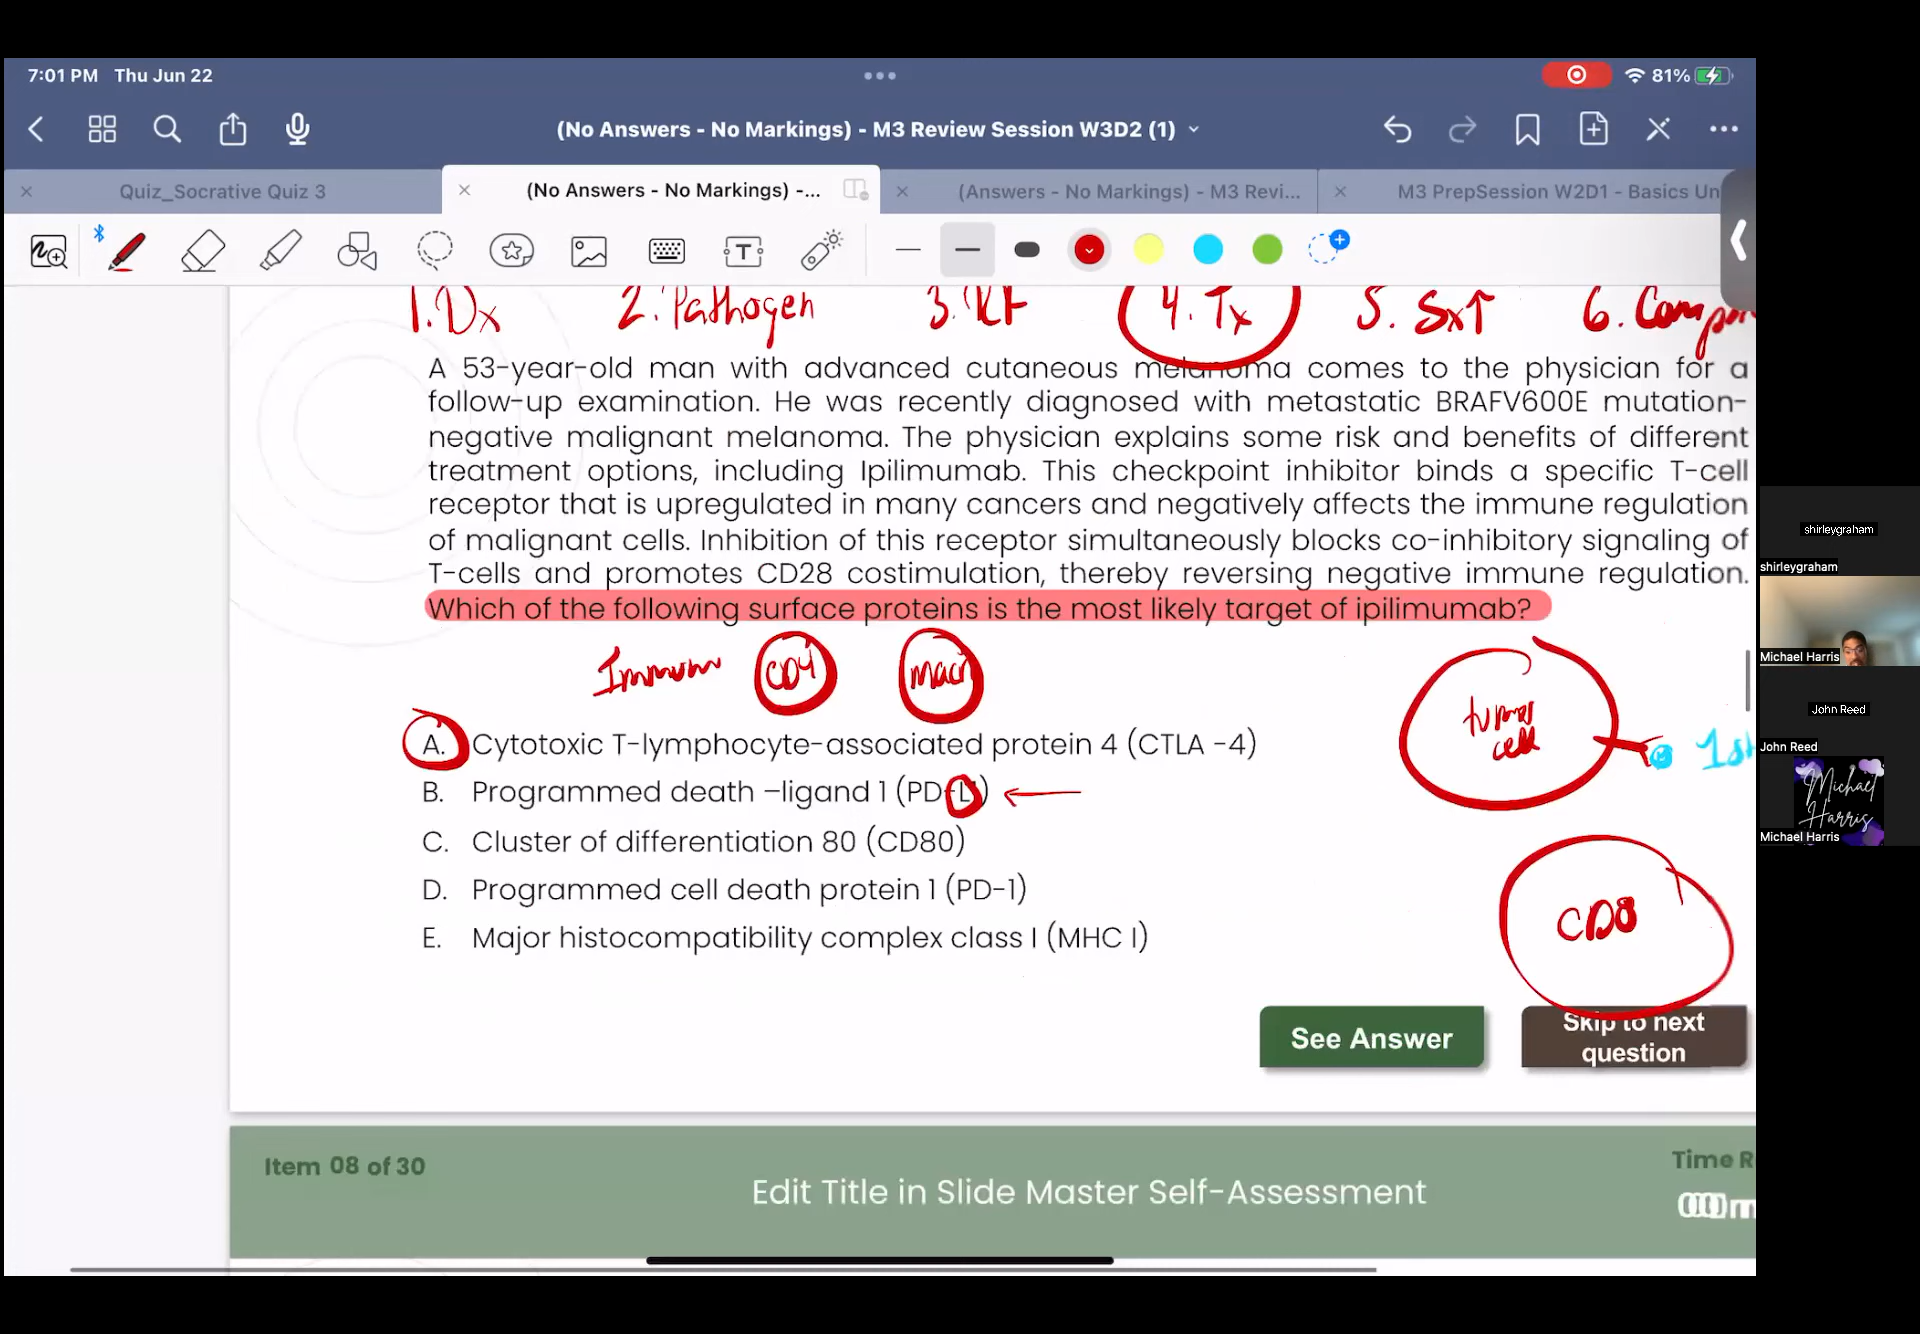 7:01 PM Thu Jun 22
81%
(No Answers - No Markings) - M3 Review Session W3D2 (1)
Quiz_Socrative Quiz 3
(No Answers - No Markings) -...
(Answers - No Markings) - M3 Revi...
M3 PrepSession W2D1 - Basics Un
1. Dx 2. Pathogen 3. RF 4. Tx 5. Sx↑ 6. Comp
A 53-year-old man with advanced cutaneous melanoma comes to the physician for a
follow-up examination. He was recently diagnosed with metastatic BRAFV600E mutation-
negative malignant melanoma. The physician explains some risk and benefits of different
treatment options, including Ipilimumab. This checkpoint inhibitor binds a specific T-cell
receptor that is upregulated in many cancers and negatively affects the immune regulation
of malignant cells. Inhibition of this receptor simultaneously blocks co-inhibitory signaling of
T-cells and promotes CD28 costimulation, thereby reversing negative immune regulation.
Which of the following surface proteins is the most likely target of ipilimumab?
Immum CD4 macr
tumor
cell
1st
A. Cytotoxic T-lymphocyte-associated protein 4 (CTLA -4)
B. Programmed death –ligand 1 (PD-L1)
C. Cluster of differentiation 80 (CD80)
D. Programmed cell death protein 1 (PD-1)
E. Major histocompatibility complex class I (MHC I)
CD8
See Answer
Skip to next
question
Item 08 of 30
Edit Title in Slide Master Self-Assessment
Time R
shirleygraham
shirleygraham
Michael Harris
John Reed
John Reed
Michael
Harris
Michael Harris